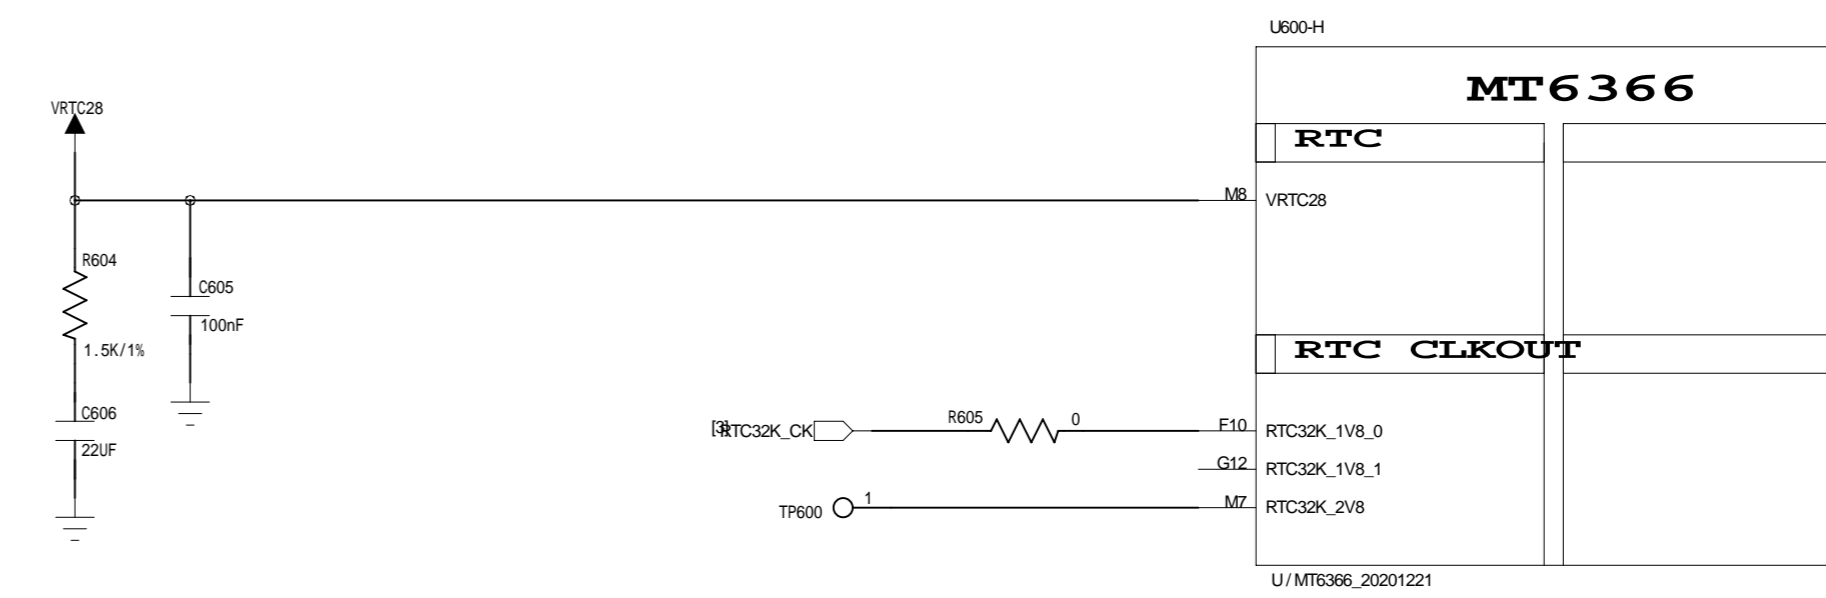 U600-H
MT6366
VRTC28
RTC
M8
VRTC28
R604
C605
100nF
1.5K/1%
RTC CLKOUT
C606
22UF
[3]RTC32K_CK
R605
0
F10
RTC32K_1V8_0
G12
RTC32K_1V8_1
TP600
1
M7
RTC32K_2V8
U/MT6366_20201221